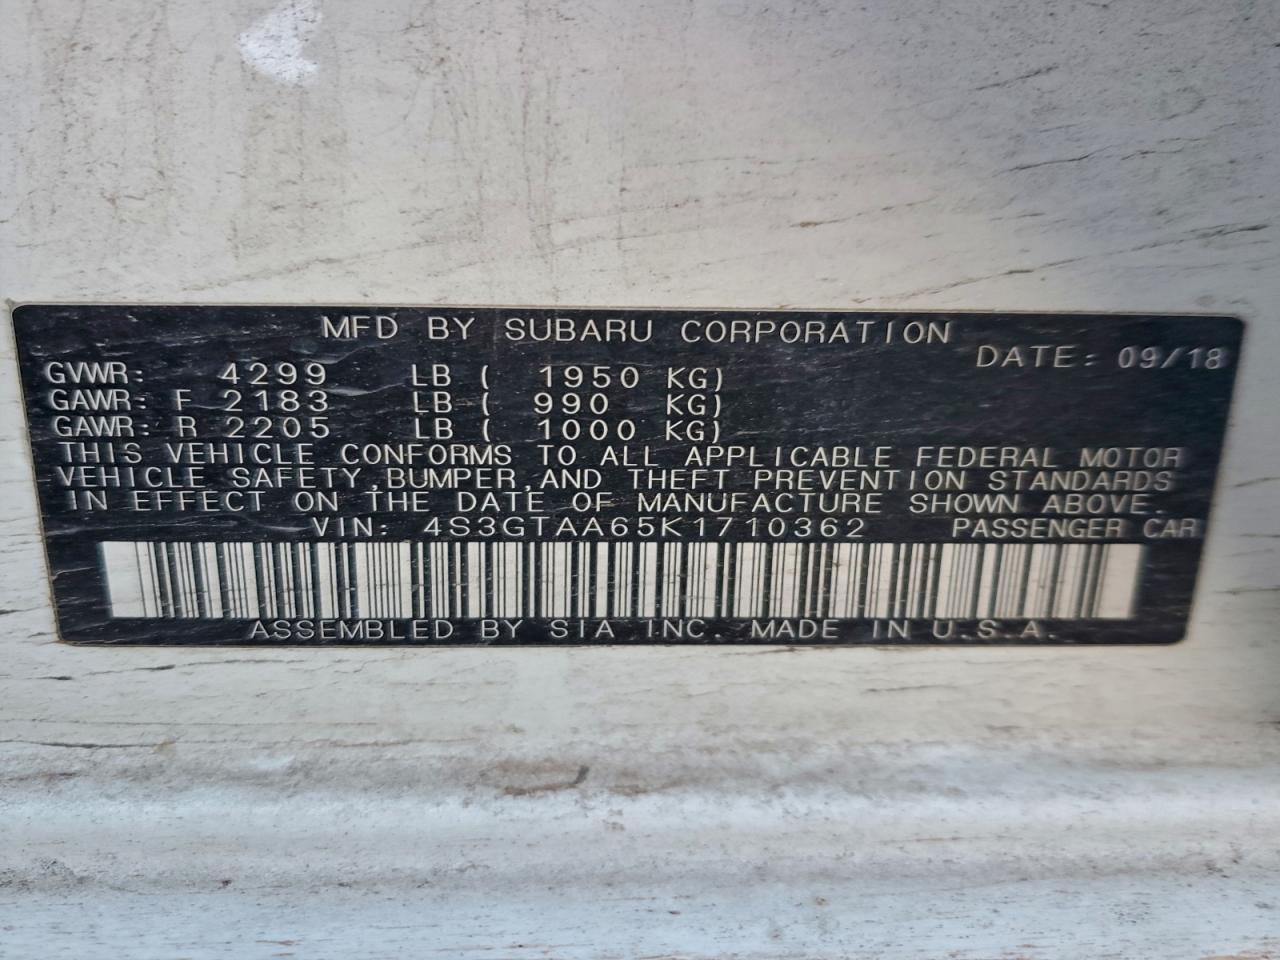 MFD BY SUBARU CORPORATION
DATE: 09/18
GVWR: 4299 LB ( 1950 KG)
GAWR: F 2183 LB ( 990 KG)
GAWR: R 2205 LB ( 1000 KG)
THIS VEHICLE CONFORMS TO ALL APPLICABLE FEDERAL MOTOR
VEHICLE SAFETY,BUMPER,AND THEFT PREVENTION STANDARDS
IN EFFECT ON THE DATE OF MANUFACTURE SHOWN ABOVE.
VIN: 4S3GTAA65K1710362 PASSENGER CAR
ASSEMBLED BY SIA INC. MADE IN U.S.A.